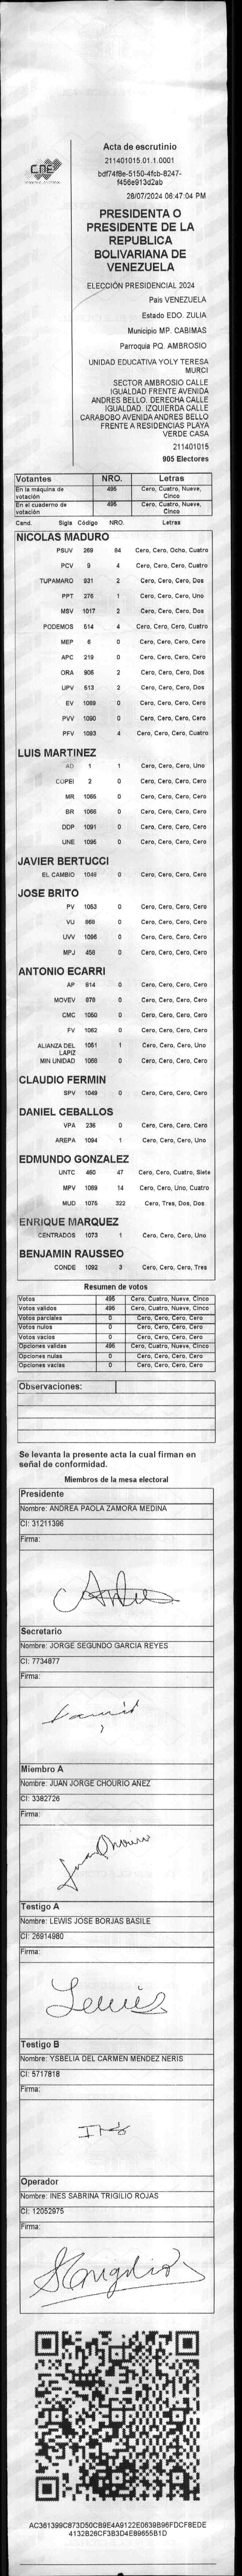 CNE
Acta de escrutinio
211401015.01.1.0001
bdf74f8e-5150-4fcb-8247-
f456e913d2ab
28/07/2024 06:47:04 PM
PRESIDENTA O
PRESIDENTE DE LA
REPUBLICA
BOLIVARIANA DE
VENEZUELA
ELECCIÓN PRESIDENCIAL 2024
Pais VENEZUELA
Estado EDO. ZULIA
Municipio MP. CABIMAS
Parroquia PQ. AMBROSIO
UNIDAD EDUCATIVA YOLY TERESA
MURCI
SECTOR AMBROSIO CALLE
IGUALDAD FRENTE AVENIDA
ANDRES BELLO. DERECHA CALLE
IGUALDAD. IZQUIERDA CALLE
CARABOBO AVENIDA ANDRES BELLO
FRENTE A RESIDENCIAS PLAYA
VERDE CASA
211401015
905 Electores
Votantes NRO. Letras
En la máquina de votación 495 Cero, Cuatro, Nueve, Cinco
En el cuaderno de votación 495 Cero, Cuatro, Nueve, Cinco
Cand. Sigla Código NRO. Letras
NICOLAS MADURO
PSUV 269 84 Cero, Cero, Ocho, Cuatro
PCV 9 4 Cero, Cero, Cero, Cuatro
TUPAMARO 931 2 Cero, Cero, Cero, Dos
PPT 276 1 Cero, Cero, Cero, Uno
MSV 1017 2 Cero, Cero, Cero, Dos
PODEMOS 514 4 Cero, Cero, Cero, Cuatro
MEP 6 0 Cero, Cero, Cero, Cero
APC 219 0 Cero, Cero, Cero, Cero
ORA 906 2 Cero, Cero, Cero, Dos
UPV 513 2 Cero, Cero, Cero, Dos
EV 1089 0 Cero, Cero, Cero, Cero
PVV 1090 0 Cero, Cero, Cero, Cero
PFV 1093 4 Cero, Cero, Cero, Cuatro
LUIS MARTINEZ
AD 1 1 Cero, Cero, Cero, Uno
COPEI 2 0 Cero, Cero, Cero, Cero
MR 1065 0 Cero, Cero, Cero, Cero
BR 1066 0 Cero, Cero, Cero, Cero
DDP 1091 0 Cero, Cero, Cero, Cero
UNE 1095 0 Cero, Cero, Cero, Cero
JAVIER BERTUCCI
EL CAMBIO 1048 0 Cero, Cero, Cero, Cero
JOSE BRITO
PV 1053 0 Cero, Cero, Cero, Cero
VU 868 0 Cero, Cero, Cero, Cero
UVV 1096 0 Cero, Cero, Cero, Cero
MPJ 458 0 Cero, Cero, Cero, Cero
ANTONIO ECARRI
AP 814 0 Cero, Cero, Cero, Cero
MOVEV 978 0 Cero, Cero, Cero, Cero
CMC 1050 0 Cero, Cero, Cero, Cero
FV 1062 0 Cero, Cero, Cero, Cero
ALIANZA DEL LAPIZ 1051 1 Cero, Cero, Cero, Uno
MIN UNIDAD 1058 0 Cero, Cero, Cero, Cero
CLAUDIO FERMIN
SPV 1049 0 Cero, Cero, Cero, Cero
DANIEL CEBALLOS
VPA 236 0 Cero, Cero, Cero, Cero
AREPA 1094 1 Cero, Cero, Cero, Uno
EDMUNDO GONZALEZ
UNTC 460 47 Cero, Cero, Cuatro, Siete
MPV 1069 14 Cero, Cero, Uno, Cuatro
MUD 1075 322 Cero, Tres, Dos, Dos
ENRIQUE MARQUEZ
CENTRADOS 1073 1 Cero, Cero, Cero, Uno
BENJAMIN RAUSSEO
CONDE 1092 3 Cero, Cero, Cero, Tres
Resumen de votos
Votos 495 Cero, Cuatro, Nueve, Cinco
Votos validos 495 Cero, Cuatro, Nueve, Cinco
Votos parciales 0 Cero, Cero, Cero, Cero
Votos nulos 0 Cero, Cero, Cero, Cero
Votos vacios 0 Cero, Cero, Cero, Cero
Opciones validas 495 Cero, Cuatro, Nueve, Cinco
Opciones nulas 0 Cero, Cero, Cero, Cero
Opciones vacias 0 Cero, Cero, Cero, Cero
Observaciones:
Se levanta la presente acta la cual firman en
señal de conformidad.
Miembros de la mesa electoral
Presidente
Nombre: ANDREA PAOLA ZAMORA MEDINA
CI: 31211396
Firma:
Secretario
Nombre: JORGE SEGUNDO GARCIA REYES
CI: 7734877
Firma:
Miembro A
Nombre: JUAN JORGE CHOURIO AÑEZ
CI: 3382726
Firma:
Juan Chourio
Testigo A
Nombre: LEWIS JOSE BORJAS BASILE
CI: 26914980
Firma:
Lewis
Testigo B
Nombre: YSBELIA DEL CARMEN MENDEZ NERIS
CI: 5717818
Firma:
Operador
Nombre: INES SABRINA TRIGILIO ROJAS
CI: 12052975
Firma:
STrigilio
AC361399C873D50CB9E4A9122E0639B96FDCF8EDE
4132B26CF3B3D4E89655B1D